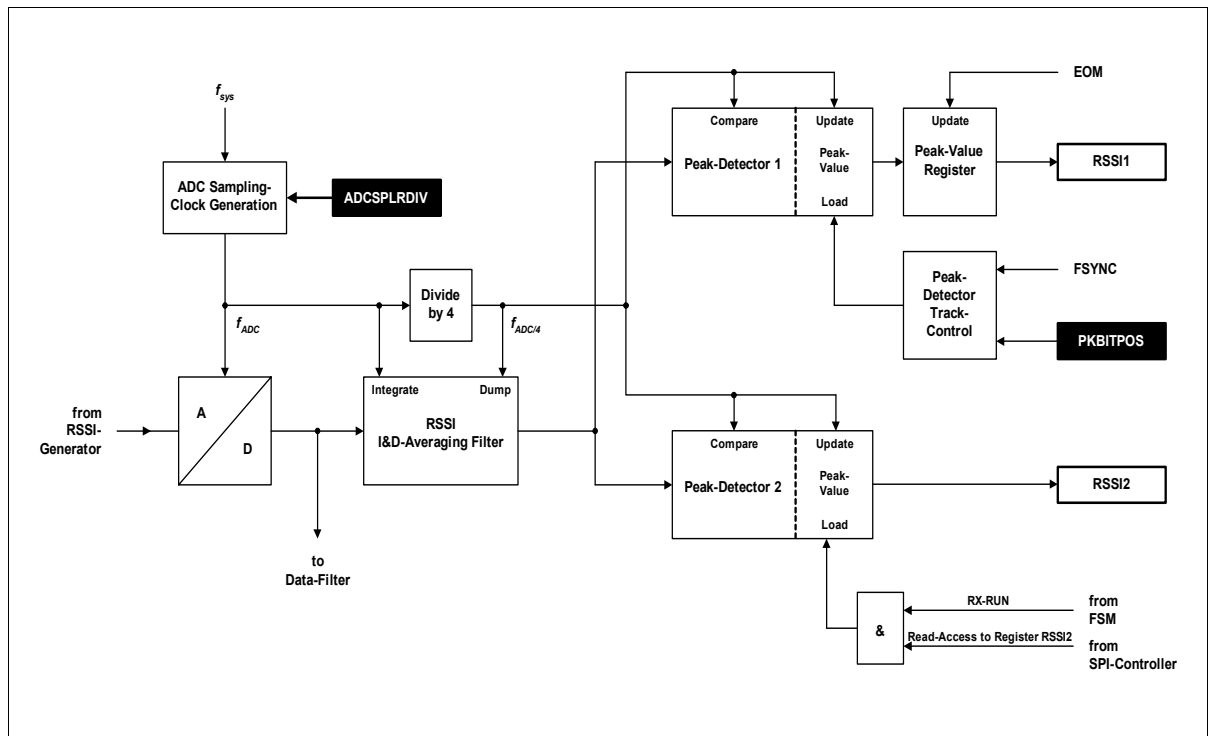 EOM
f_sys
Compare
Update
Update
Peak-Detector 1
Peak-
Value
Peak-Value
Register
RSSI1
Load
ADC Sampling-
Clock Generation
ADCSPLRDIV
Divide
by 4
Peak-
Detector
Track-
Control
FSYNC
PKBITPOS
f_ADC
f_ADC/4
from
RSSI-
Generator
A
D
Integrate
Dump
RSSI
I&D-Averaging Filter
Compare
Update
Peak-Detector 2
Peak-
Value
RSSI2
Load
to
Data-Filter
&
RX-RUN
from
FSM
Read-Access to Register RSSI2
from
SPI-Controller